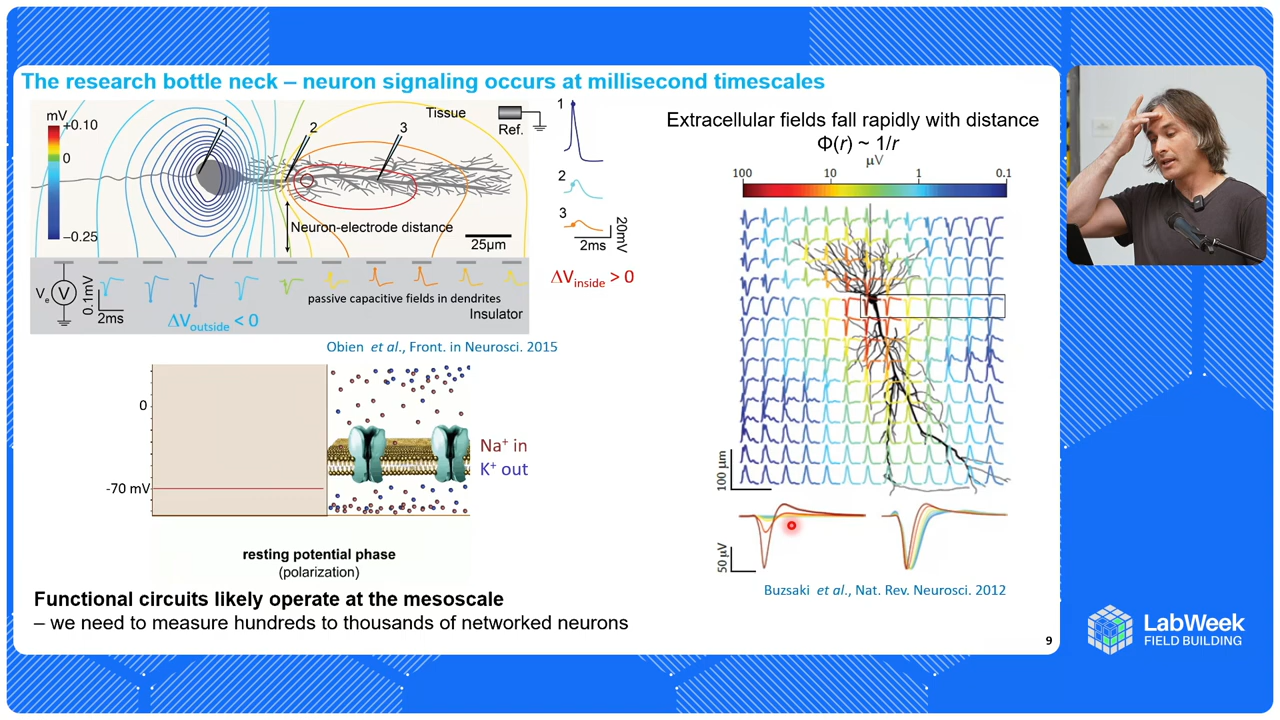 The research bottle neck – neuron signaling occurs at millisecond timescales
mV
+0.10
0
−0.25
1
2
3
Tissue
Ref.
Neuron-electrode distance
25µm
Vₑ
V
0.1mV
2ms
ΔVoutside < 0
passive capacitive fields in dendrites
Insulator
1
2
3
20mV
2ms
ΔVinside > 0
Obien et al., Front. in Neurosci. 2015
0
-70 mV
Na⁺ in
K⁺ out
resting potential phase
(polarization)
Functional circuits likely operate at the mesoscale
– we need to measure hundreds to thousands of networked neurons
Extracellular fields fall rapidly with distance
Φ(r) ~ 1/r
µV
100 10 1 0.1
100 µm
50 µV
Buzsaki et al., Nat. Rev. Neurosci. 2012
9
LabWeek
FIELD BUILDING